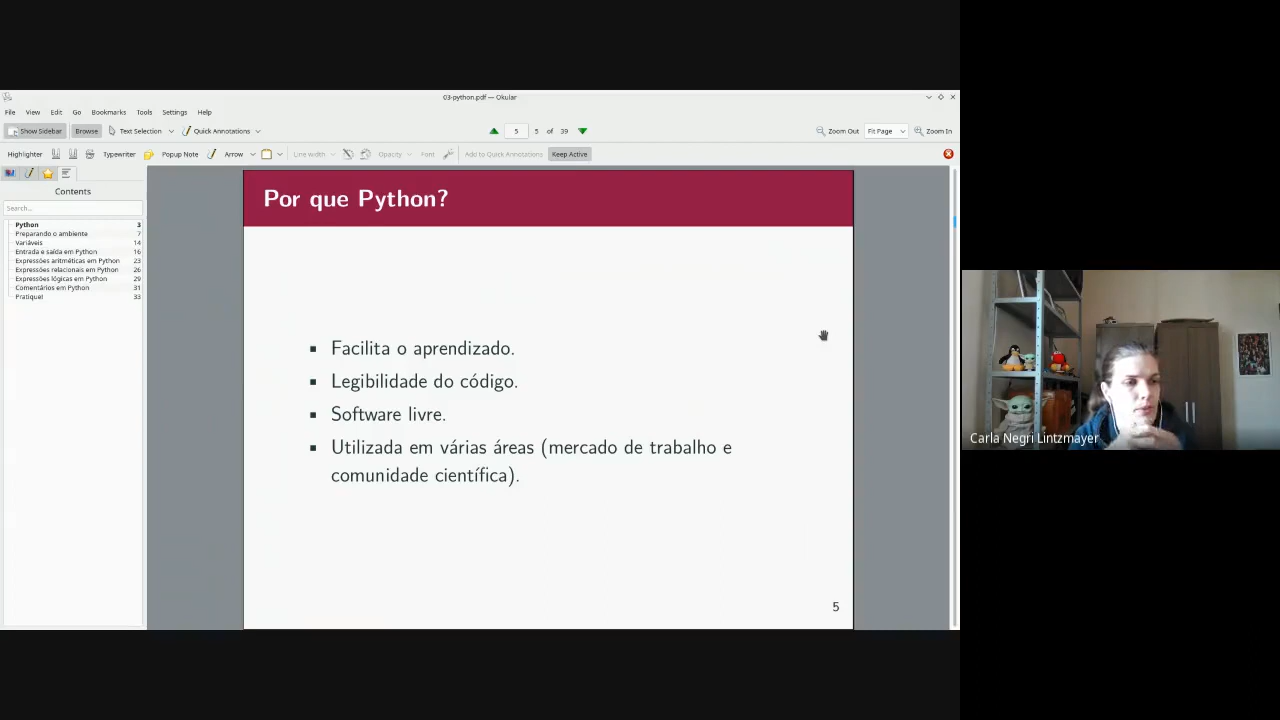 03-python.pdf — Okular
File View Edit Go Bookmarks Tools Settings Help
Show Sidebar Browse Text Selection Quick Annotations 5 5 of 39 Zoom Out Fit Page Zoom In
Highlighter Typewriter Popup Note Arrow Line width Opacity Font Add to Quick Annotations Keep Active
Contents
Search...
Python 3
Preparando o ambiente 7
Variáveis 14
Entrada e saída em Python 16
Expressões aritméticas em Python 23
Expressões relacionais em Python 26
Expressões lógicas em Python 29
Comentários em Python 31
Pratique! 33
Por que Python?
Facilita o aprendizado.
Legibilidade do código.
Software livre.
Utilizada em várias áreas (mercado de trabalho e
comunidade científica).
5
Carla Negri Lintzmayer